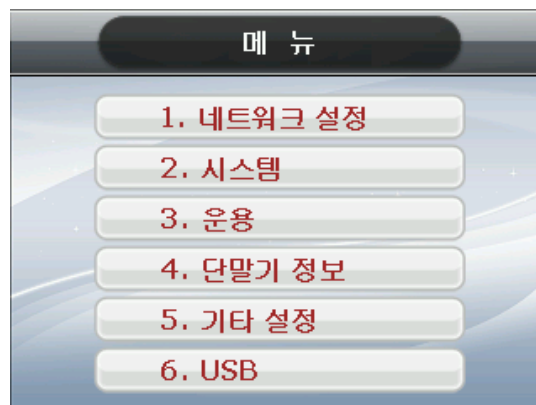 메 뉴
1. 네트워크 설정
2. 시스템
3. 운용
4. 단말기 정보
5. 기타 설정
6. USB